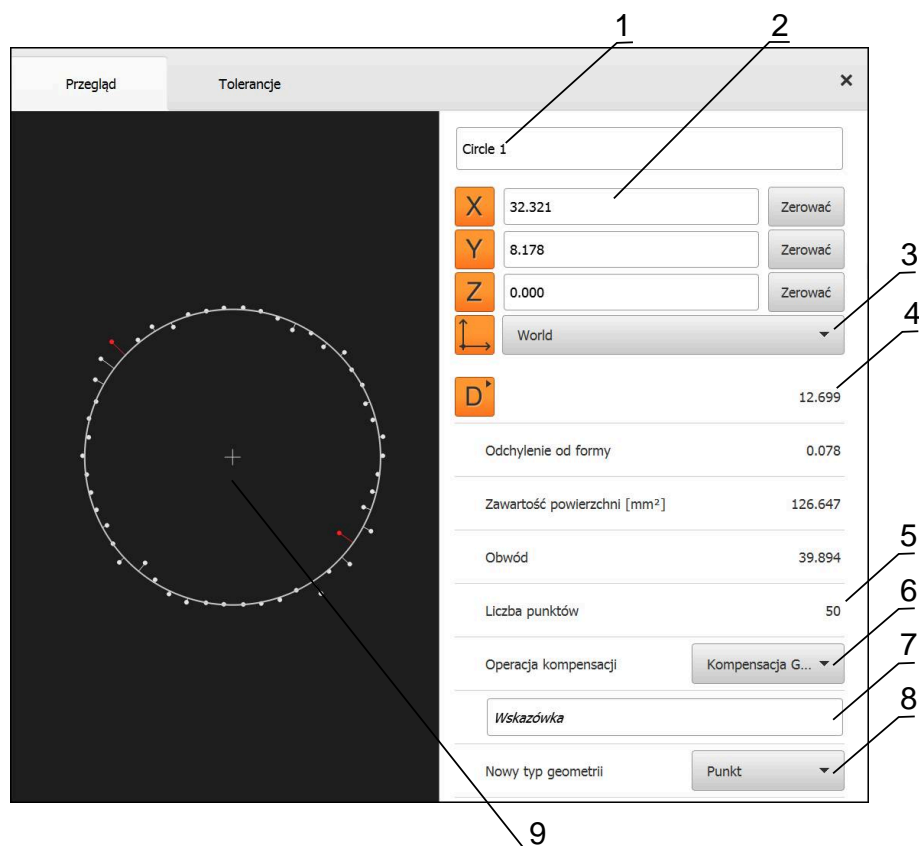 1
2
Przegląd Tolerancje ×
Circle 1
X 32.321 Zerować
Y 8.178 Zerować
3
Z 0.000 Zerować
4
World
D 12.699
Odchylenie od formy 0.078
Zawartość powierzchni [mm²] 126.647
5
Obwód 39.894
6
Liczba punktów 50
7
Operacja kompensacji Kompensacja G...
8
Wskazówka
Nowy typ geometrii Punkt
9